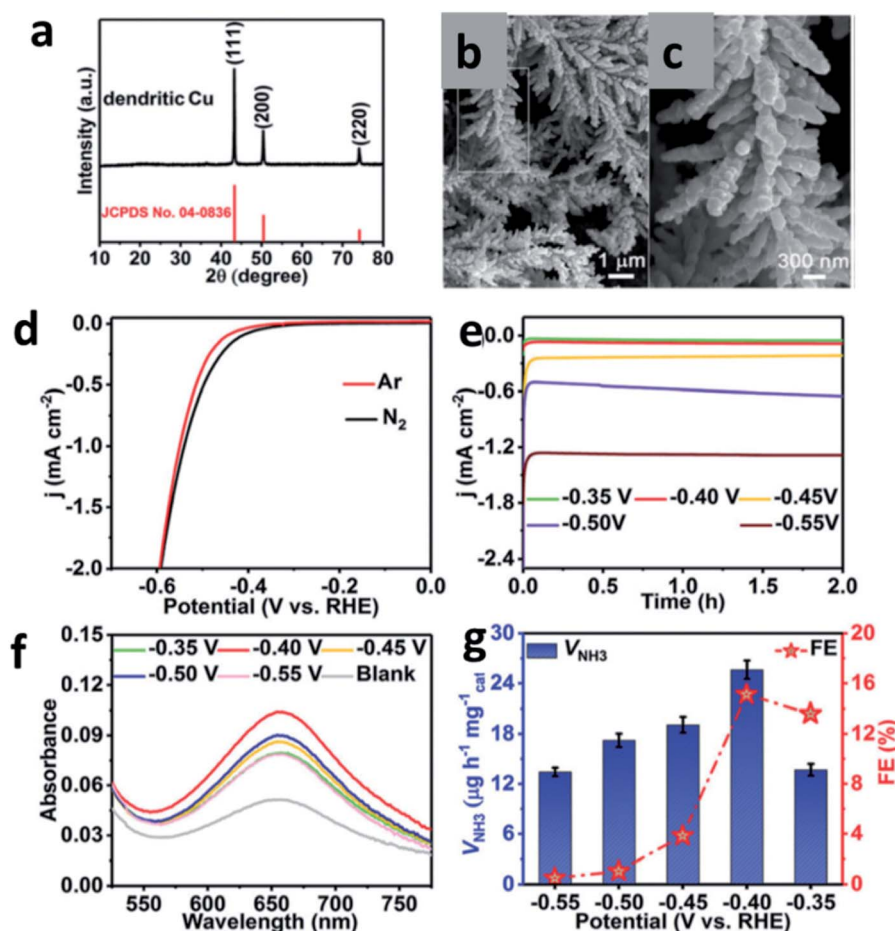 a
Intensity (a.u.)
dendritic Cu
(111)
(200)
(220)
JCPDS No. 04-0836
10 20 30 40 50 60 70 80
2θ (degree)
b
1 μm
c
300 nm
d
j (mA cm-2)
0.0
-0.5
-1.0
-1.5
-2.0
Ar
N2
-0.6 -0.4 -0.2 0.0
Potential (V vs. RHE)
e
j (mA cm-2)
0.0
-0.6
-1.2
-1.8
-2.4
-0.35 V -0.40 V -0.45V
-0.50V -0.55V
0.0 0.5 1.0 1.5 2.0
Time (h)
f
Absorbance
0.15
0.12
0.09
0.06
0.03
0.00
-0.35 V -0.40 V -0.45 V
-0.50 V -0.55 V Blank
550 600 650 700 750
Wavelength (nm)
g
VNH3 (μg h-1 mg-1cat)
30
24
18
12
6
0
VNH3
FE
20
16
12
8
4
0
FE (%)
-0.55 -0.50 -0.45 -0.40 -0.35
Potential (V vs. RHE)